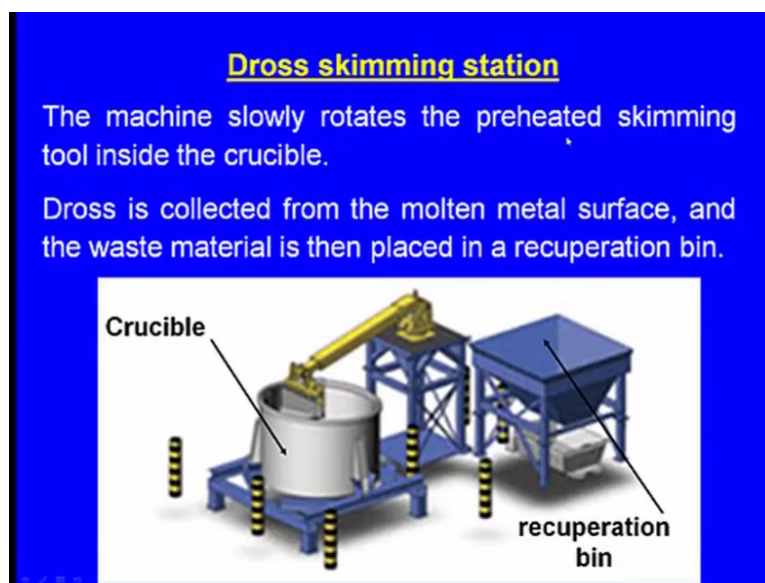 Dross skimming station
The machine slowly rotates the preheated skimming
tool inside the crucible.
Dross is collected from the molten metal surface, and
the waste material is then placed in a recuperation bin.
Crucible
recuperation
bin